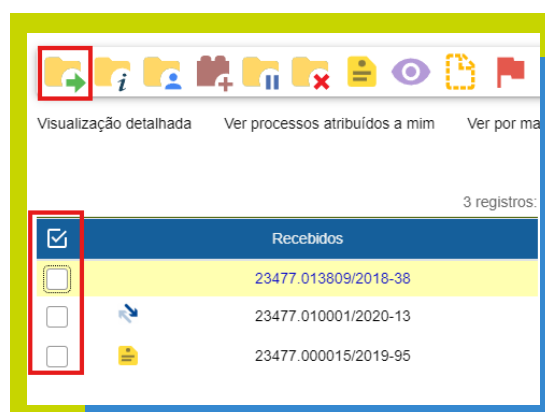 Visualização detalhada Ver processos atribuídos a mim Ver por ma
3 registros:
Recebidos
23477.013809/2018-38
23477.010001/2020-13
23477.000015/2019-95